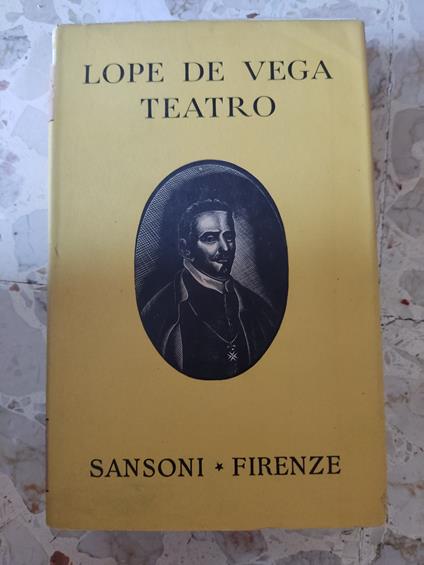 LOPE DE VEGA
TEATRO
SANSONI ★ FIRENZE